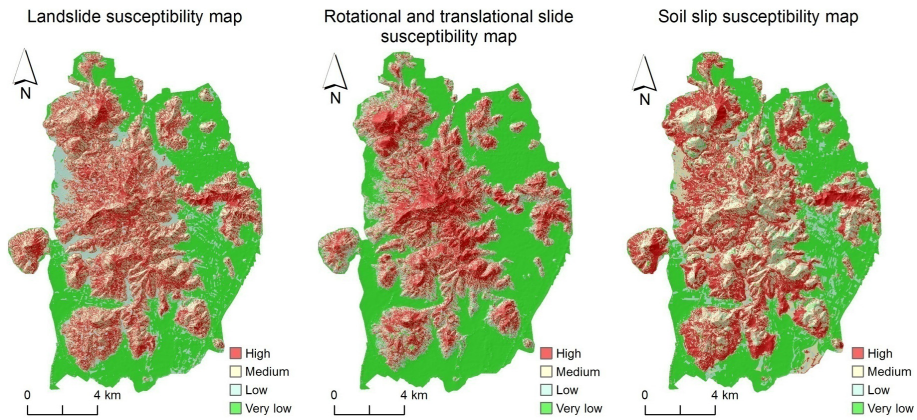 Landslide susceptibility map
N
High
Medium
Low
Very low
0 4 km
Rotational and translational slide
susceptibility map
N
High
Medium
Low
Very low
0 4 km
Soil slip susceptibility map
N
High
Medium
Low
Very low
0 4 km